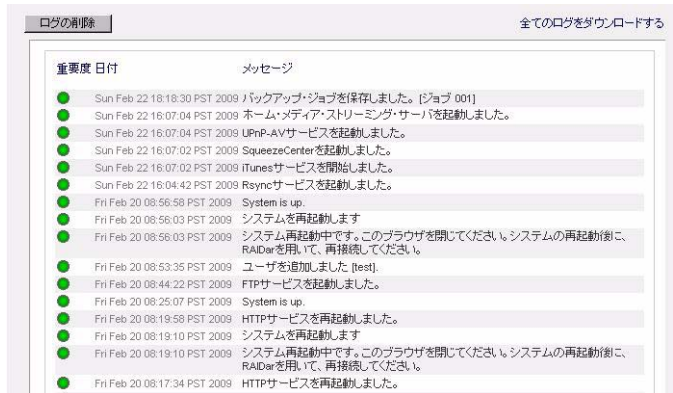 ログの削除
全てのログをダウンロードする
重要度 日付 メッセージ
Sun Feb 22 18:18:30 PST 2009 バックアップ・ジョブを保存しました。 [ジョブ 001]
Sun Feb 22 16:07:04 PST 2009 ホーム・メディア・ストリーミング・サーバを起動しました。
Sun Feb 22 16:07:04 PST 2009 UPnP-AVサービスを起動しました。
Sun Feb 22 16:07:02 PST 2009 SqueezeCenterを起動しました。
Sun Feb 22 16:07:02 PST 2009 iTunesサービスを開始しました。
Sun Feb 22 16:04:42 PST 2009 Rsyncサービスを起動しました。
Fri Feb 20 08:56:58 PST 2009 System is up.
Fri Feb 20 08:56:03 PST 2009 システムを再起動します
Fri Feb 20 08:56:03 PST 2009 システム再起動中です。このブラウザを閉じてください。システムの再起動後に、
RAIDarを用いて、再接続してください。
Fri Feb 20 08:53:35 PST 2009 ユーザを追加しました [test].
Fri Feb 20 08:44:22 PST 2009 FTPサービスを起動しました。
Fri Feb 20 08:25:07 PST 2009 System is up.
Fri Feb 20 08:19:58 PST 2009 HTTPサービスを再起動しました。
Fri Feb 20 08:19:10 PST 2009 システムを再起動します
Fri Feb 20 08:19:10 PST 2009 システム再起動中です。このブラウザを閉じてください。システムの再起動後に、
RAIDarを用いて、再接続してください。
Fri Feb 20 08:17:34 PST 2009 HTTPサービスを再起動しました。